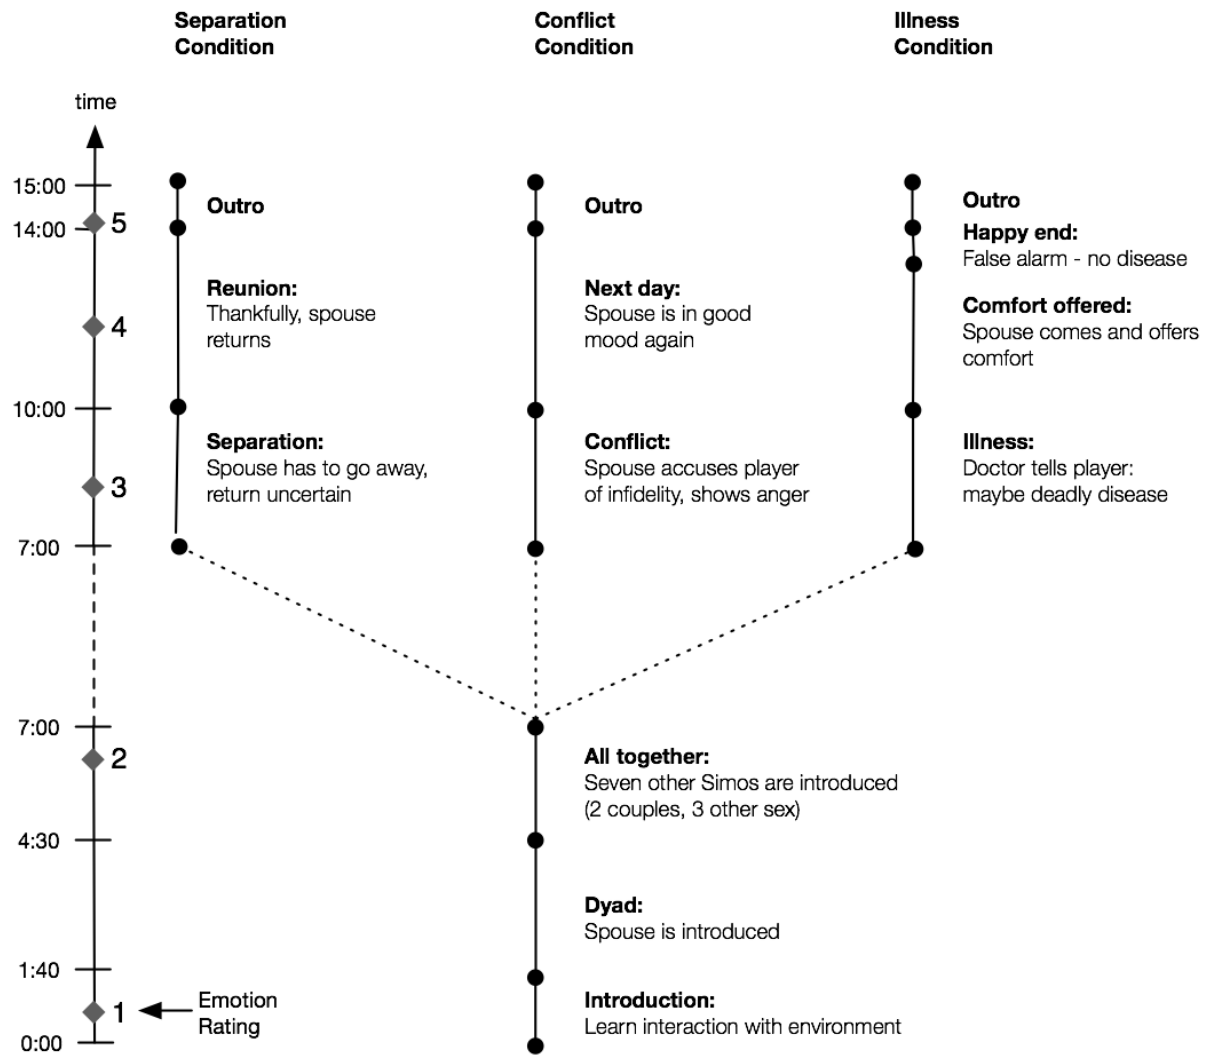 Separation
Condition
Conflict
Condition
Illness
Condition
time
15:00
5
14:00
4
10:00
3
7:00
7:00
2
4:30
1:40
1
Emotion
Rating
0:00
Outro
Reunion:
Thankfully, spouse
returns
Separation:
Spouse has to go away,
return uncertain
Outro
Next day:
Spouse is in good
mood again
Conflict:
Spouse accuses player
of infidelity, shows anger
Outro
Happy end:
False alarm - no disease
Comfort offered:
Spouse comes and offers
comfort
Illness:
Doctor tells player:
maybe deadly disease
All together:
Seven other Simos are introduced
(2 couples, 3 other sex)
Dyad:
Spouse is introduced
Introduction:
Learn interaction with environment